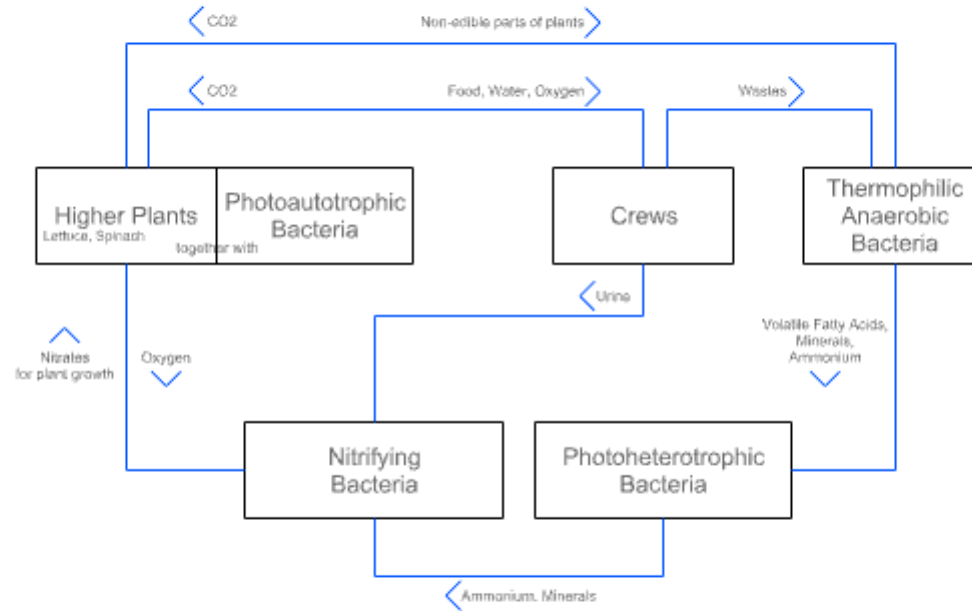 CO2
Non-edible parts of plants
CO2
Food, Water, Oxygen
Wastes
Higher Plants
Lettuce, Spinach
together with
Photoautotrophic
Bacteria
Crews
Thermophilic
Anaerobic
Bacteria
Urine
Nitrates
for plant growth
Oxygen
Volatile Fatty Acids,
Minerals,
Ammonium
Nitrifying
Bacteria
Photoheterotrophic
Bacteria
Ammonium, Minerals